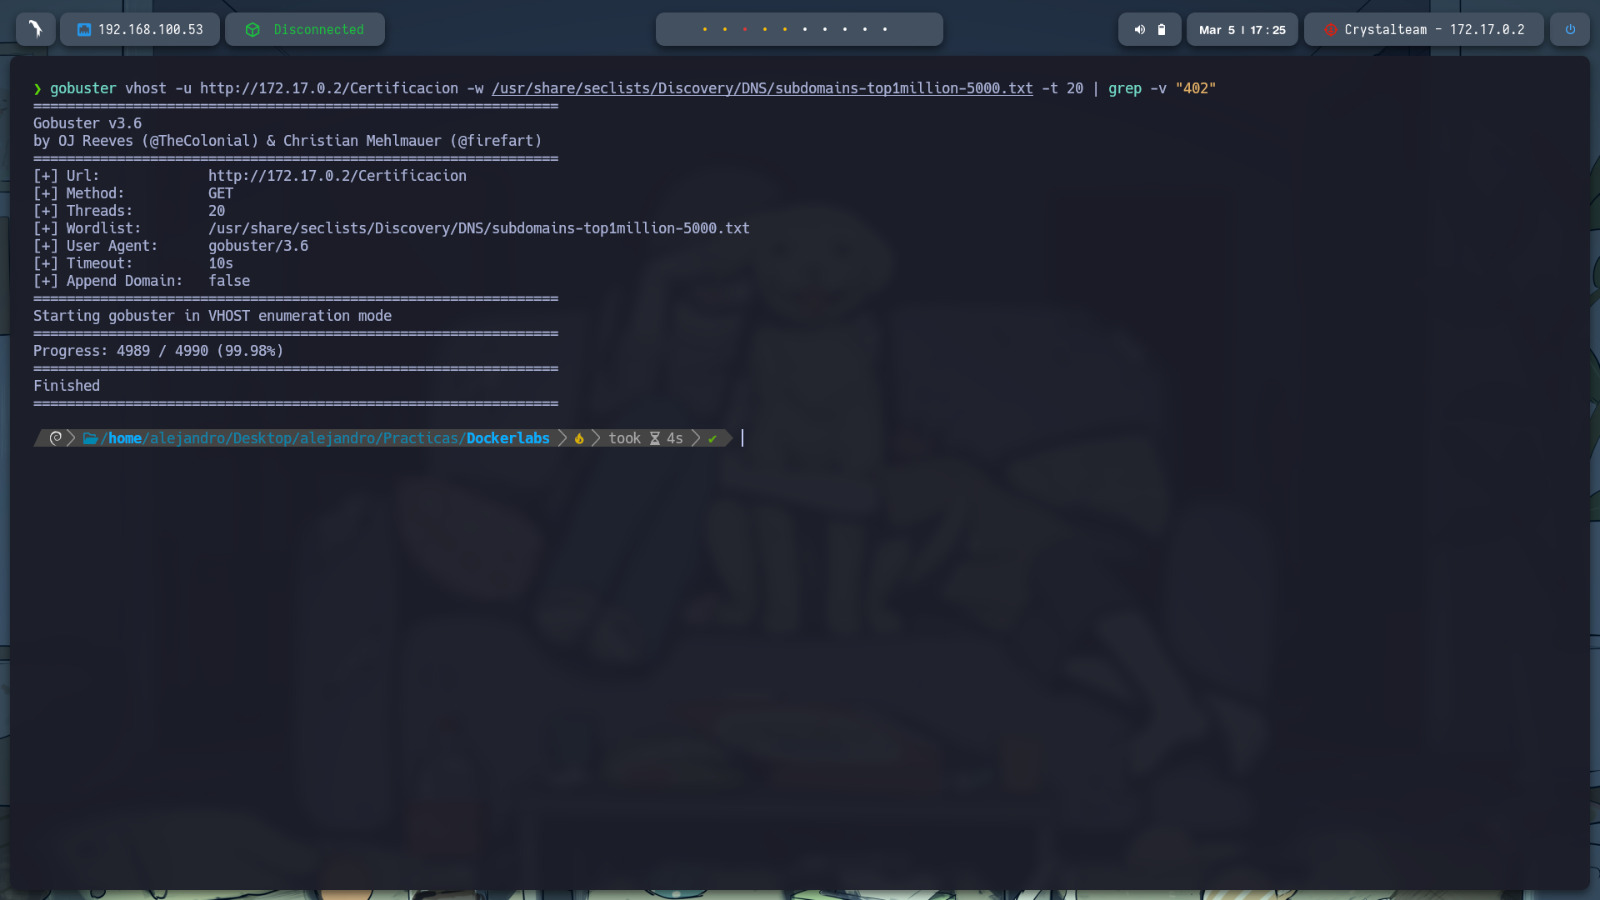 192.168.100.53
Disconnected
Mar 5 | 17:25
Crystalteam - 172.17.0.2
❯ gobuster vhost -u http://172.17.0.2/Certificacion -w /usr/share/seclists/Discovery/DNS/subdomains-top1million-5000.txt -t 20 | grep -v "402"
===============================================================
Gobuster v3.6
by OJ Reeves (@TheColonial) & Christian Mehlmauer (@firefart)
===============================================================
[+] Url:             http://172.17.0.2/Certificacion
[+] Method:          GET
[+] Threads:         20
[+] Wordlist:        /usr/share/seclists/Discovery/DNS/subdomains-top1million-5000.txt
[+] User Agent:      gobuster/3.6
[+] Timeout:         10s
[+] Append Domain:   false
===============================================================
Starting gobuster in VHOST enumeration mode
===============================================================
Progress: 4989 / 4990 (99.98%)
===============================================================
Finished
===============================================================
/home/alejandro/Desktop/alejandro/Practicas/Dockerlabs took 4s ✔